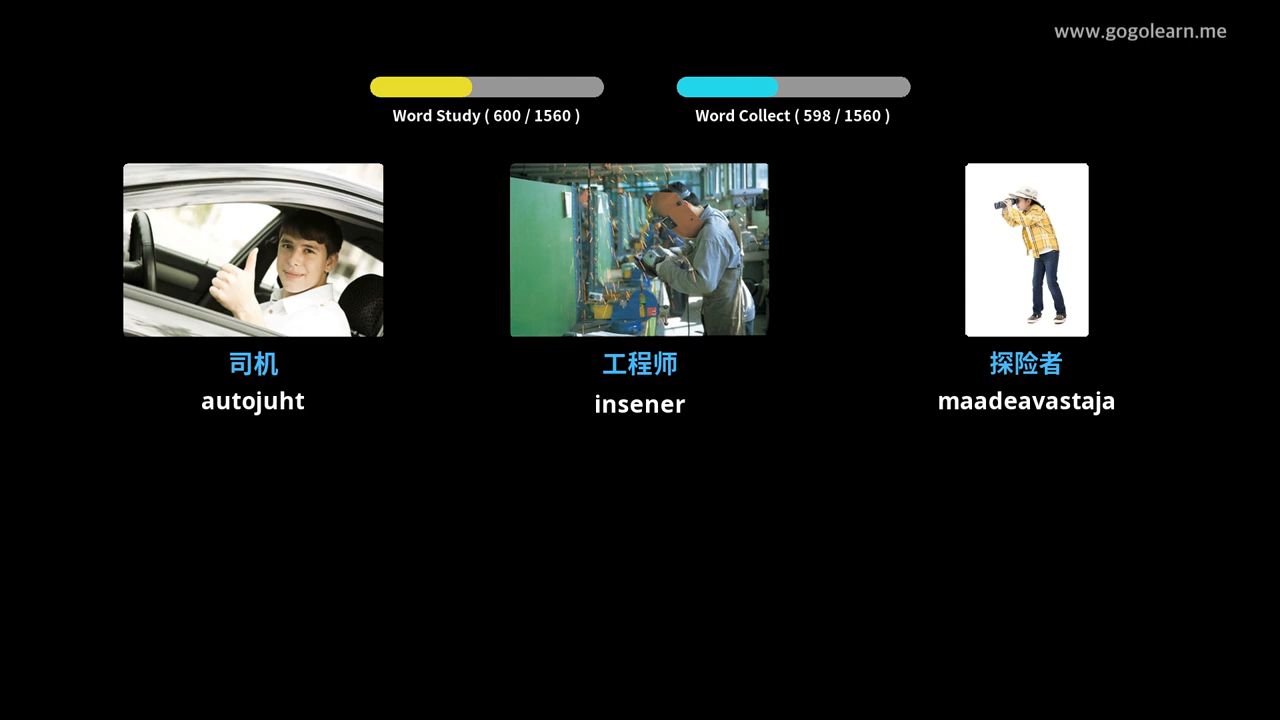 www.gogolearn.me
Word Study ( 600 / 1560 )
Word Collect ( 598 / 1560 )
司机
工程师
探险者
autojuht
insener
maadeavastaja